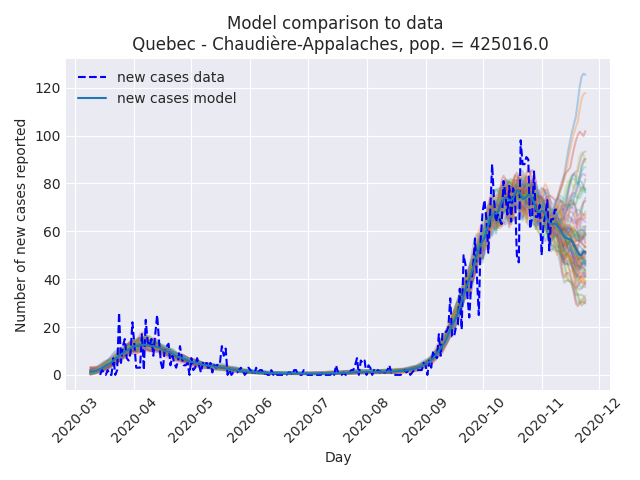 Model comparison to data
Quebec - Chaudière-Appalaches, pop. = 425016.0
new cases data
new cases model
Number of new cases reported
120
100
80
60
40
20
0
2020-03
2020-04
2020-05
2020-06
2020-07
2020-08
2020-09
2020-10
2020-11
2020-12
Day